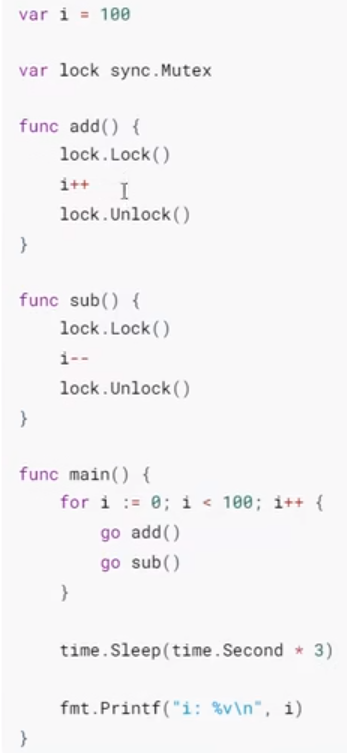 var i = 100
var lock sync.Mutex
func add() {
    lock.Lock()
    i++
    lock.Unlock()
}
func sub() {
    lock.Lock()
    i--
    lock.Unlock()
}
func main() {
    for i := 0; i < 100; i++ {
        go add()
        go sub()
    }
    time.Sleep(time.Second * 3)
    fmt.Printf("i: %v\n", i)
}